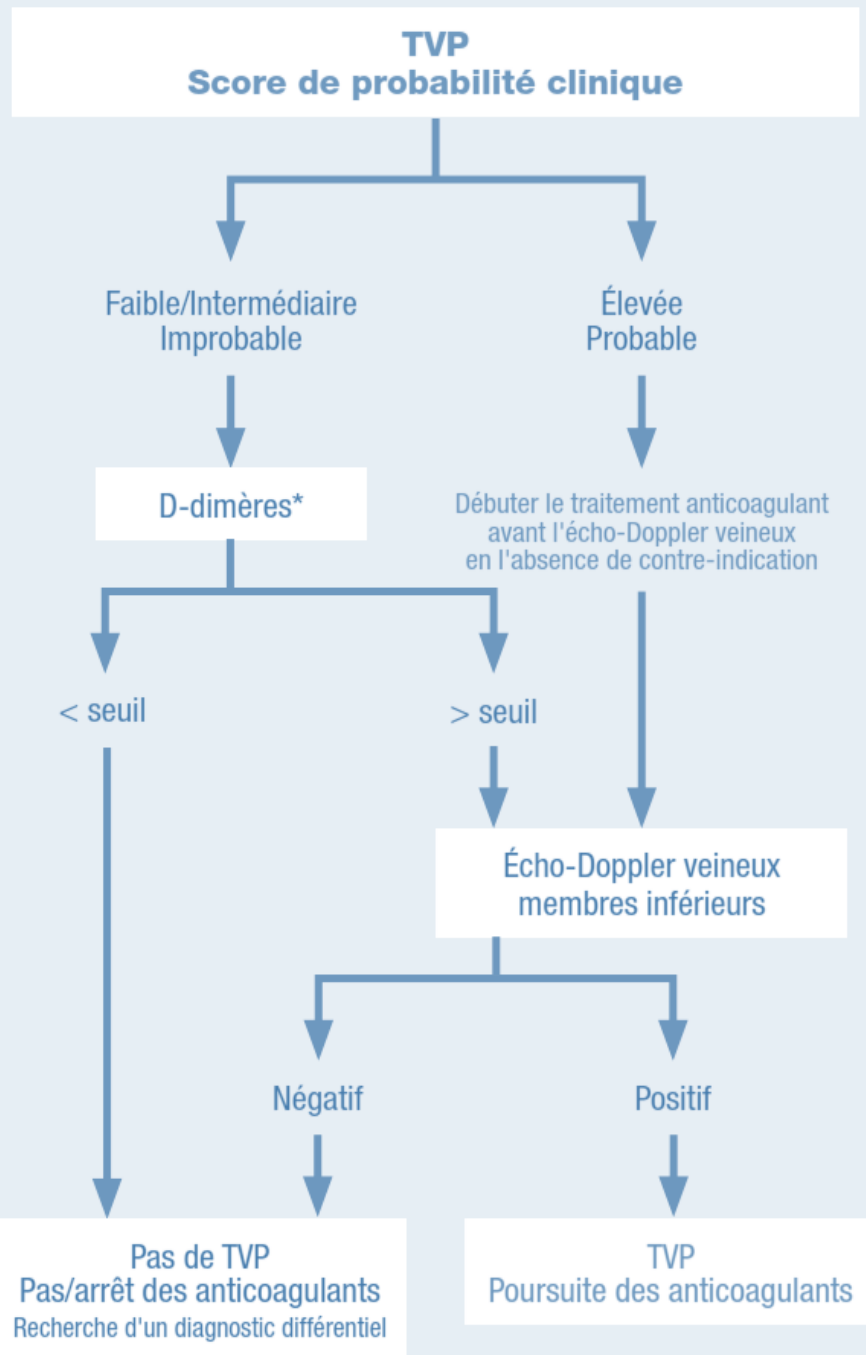 TVP
Score de probabilité clinique
Faible/Intermédiaire
Improbable
Élevée
Probable
D-dimères*
Débuter le traitement anticoagulant
avant l'écho-Doppler veineux
en l'absence de contre-indication
< seuil
> seuil
Écho-Doppler veineux
membres inférieurs
Négatif
Positif
Pas de TVP
Pas/arrêt des anticoagulants
Recherche d'un diagnostic différentiel
TVP
Poursuite des anticoagulants